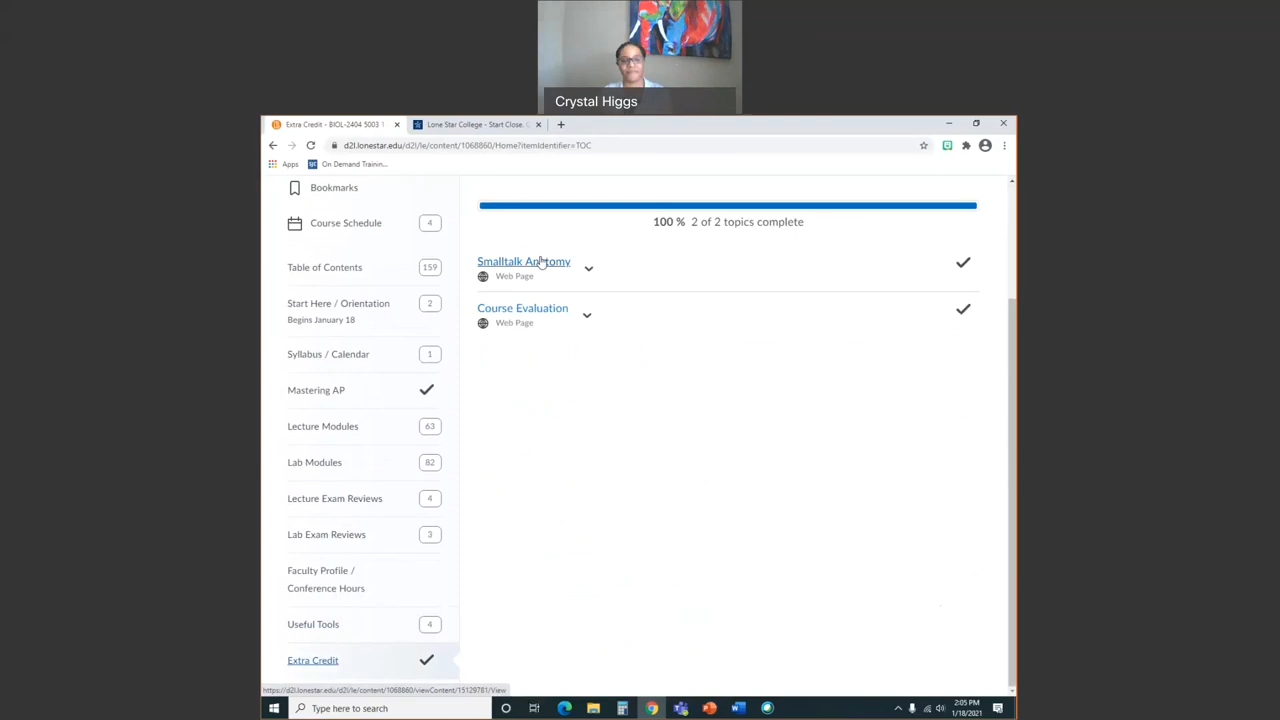 Crystal Higgs
Extra Credit - BIOL-2404 5003 1
Lone Star College - Start Close. G
d2l.lonestar.edu/d2l/le/content/1068860/Home?itemIdentifier=TOC
Apps
On Demand Trainin...
Bookmarks
Course Schedule 4
Table of Contents 159
Start Here / Orientation 2
Begins January 18
Syllabus / Calendar 1
Mastering AP
Lecture Modules 63
Lab Modules 82
Lecture Exam Reviews 4
Lab Exam Reviews 3
Faculty Profile /
Conference Hours
Useful Tools 4
Extra Credit
100 % 2 of 2 topics complete
Smalltalk Anatomy
Web Page
Course Evaluation
Web Page
https://d2l.lonestar.edu/d2l/le/content/1068860/viewContent/15129781/View
Type here to search
2:05 PM
1/18/2021